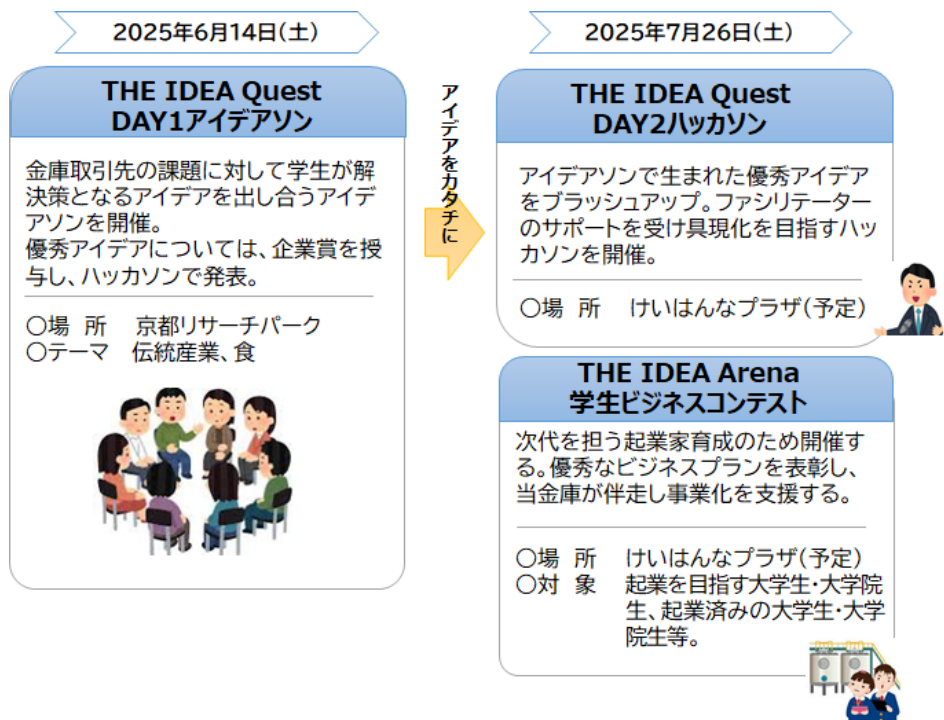 2025年6月14日(土)
THE IDEA Quest
DAY1アイデアソン
金庫取引先の課題に対して学生が解
決策となるアイデアを出し合うアイデ
アソンを開催。
優秀アイデアについては、企業賞を授
与し、ハッカソンで発表。
○場 所 京都リサーチパーク
○テーマ 伝統産業、食
アイデアをカタチに
2025年7月26日(土)
THE IDEA Quest
DAY2ハッカソン
アイデアソンで生まれた優秀アイデア
をブラッシュアップ。ファシリテーター
のサポートを受け具現化を目指すハッ
カソンを開催。
○場 所 けいはんなプラザ(予定)
THE IDEA Arena
学生ビジネスコンテスト
次代を担う起業家育成のため開催す
る。優秀なビジネスプランを表彰し、
当金庫が伴走し事業化を支援する。
○場 所 けいはんなプラザ(予定)
○対 象 起業を目指す大学生・大学院
生、起業済みの大学生・大学
院生等。